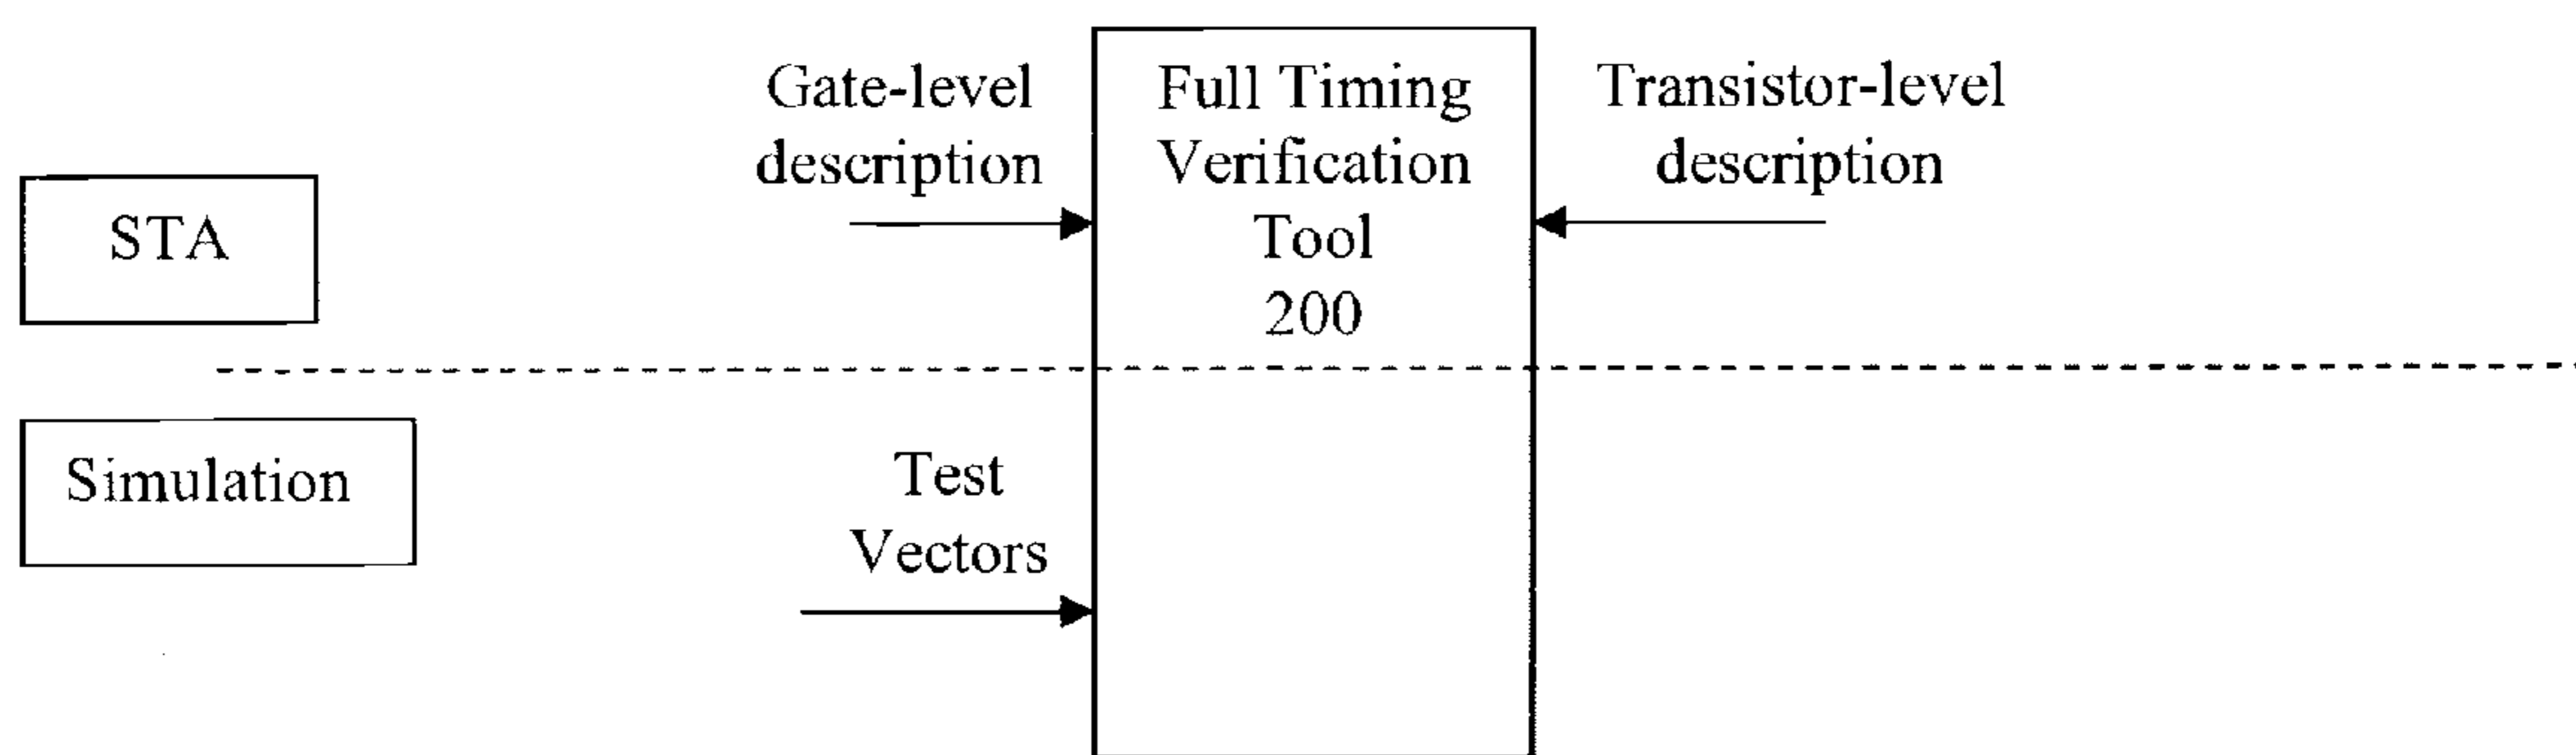 Gate-level
description
Full Timing
Verification
Tool
200
Transistor-level
description
STA
Simulation
Test
Vectors